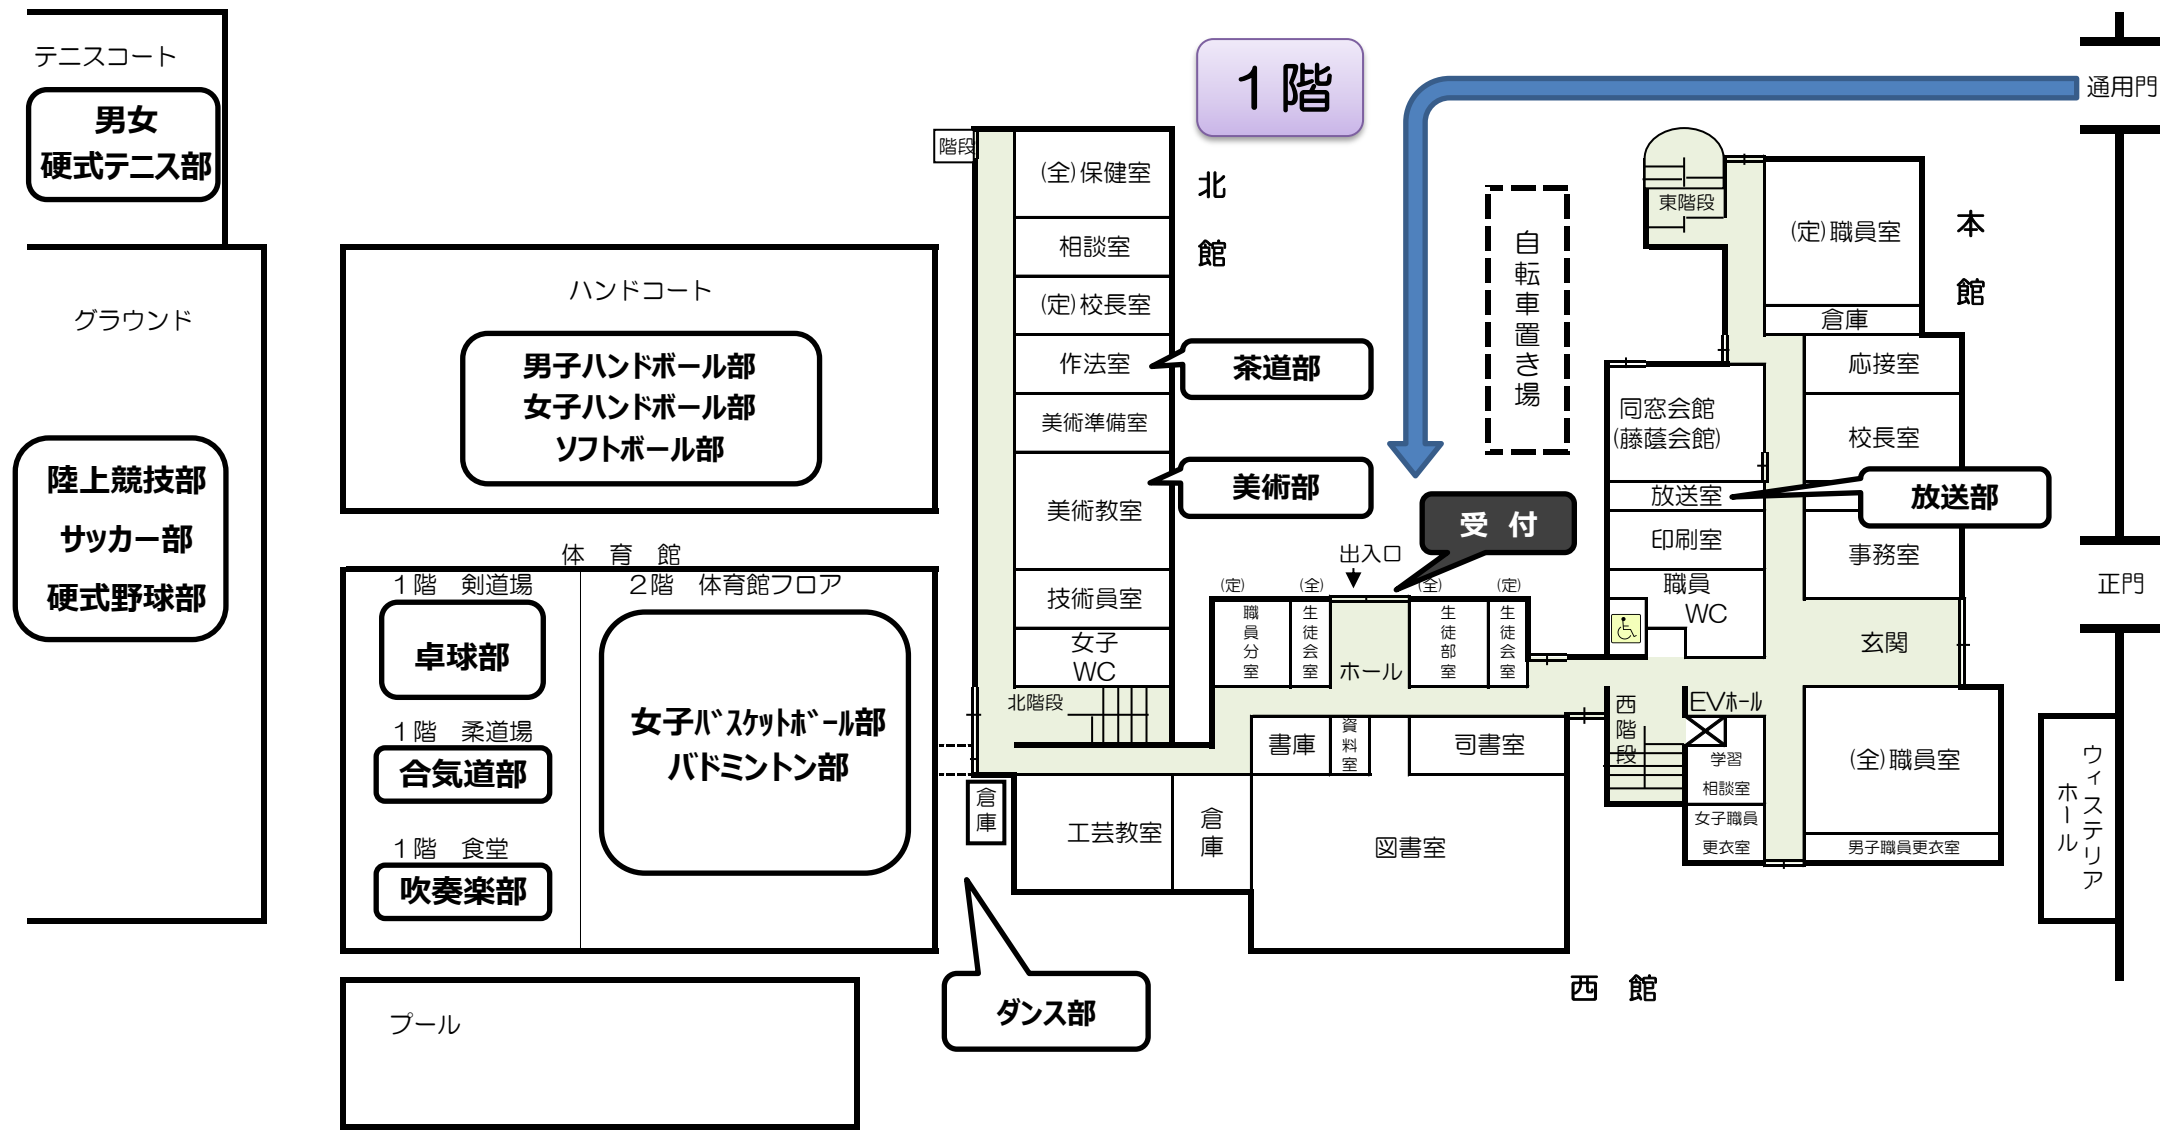 テニスコート
男女
硬式テニス部
グラウンド
陸上競技部
サッカー部
硬式野球部
ハンドコート
男子ハンドボール部
女子ハンドボール部
ソフトボール部
体 育 館
１階 剣道場
卓球部
１階 柔道場
合気道部
１階 食堂
吹奏楽部
２階 体育館フロア
女子バスケットボール部
バドミントン部
プール
１階
階段
(全)保健室
相談室
(定)校長室
作法室
美術準備室
美術教室
技術員室
女子
WC
北階段
北館
茶道部
美術部
倉庫
工芸教室
倉庫
ダンス部
(定)
職員分室
(全)
生徒会室
出入口
ホール
(全)
生徒部室
(定)
生徒会室
受 付
書庫
資料室
司書室
図書室
西 館
自転車置き場
通用門
東階段
(定)職員室
本館
倉庫
応接室
校長室
同窓会館
(藤蔭会館)
放送室
放送部
印刷室
事務室
職員
WC
玄関
西階段
EVホール
学習
相談室
女子職員
更衣室
(全)職員室
男子職員更衣室
正門
ウィステリア
ホール